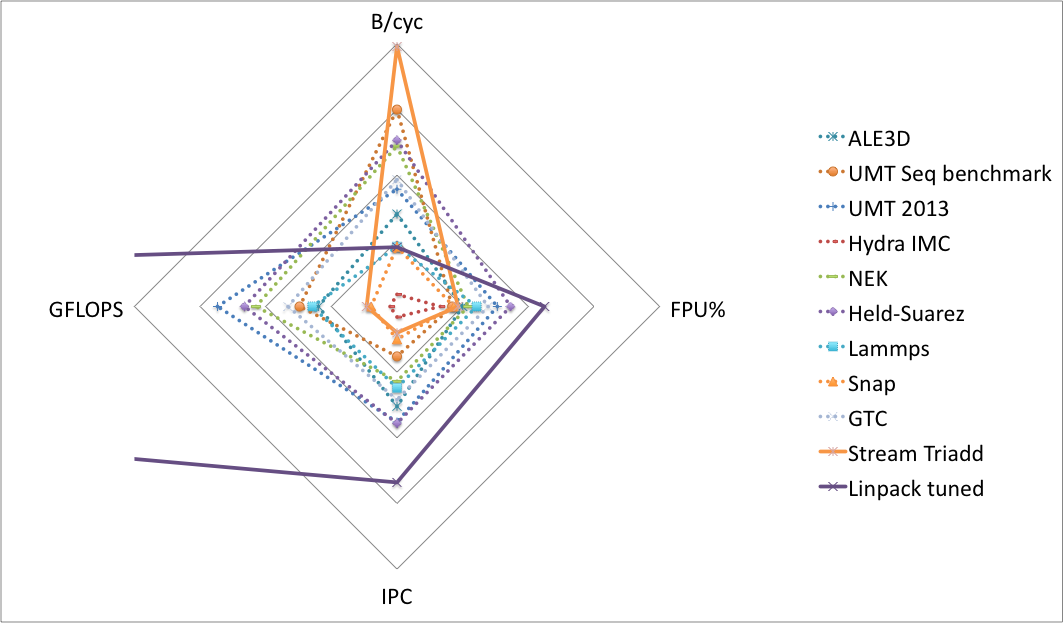 B/cyc
GFLOPS
FPU%
IPC
ALE3D
UMT Seq benchmark
UMT 2013
Hydra IMC
NEK
Held-Suarez
Lammps
Snap
GTC
Stream Triadd
Linpack tuned